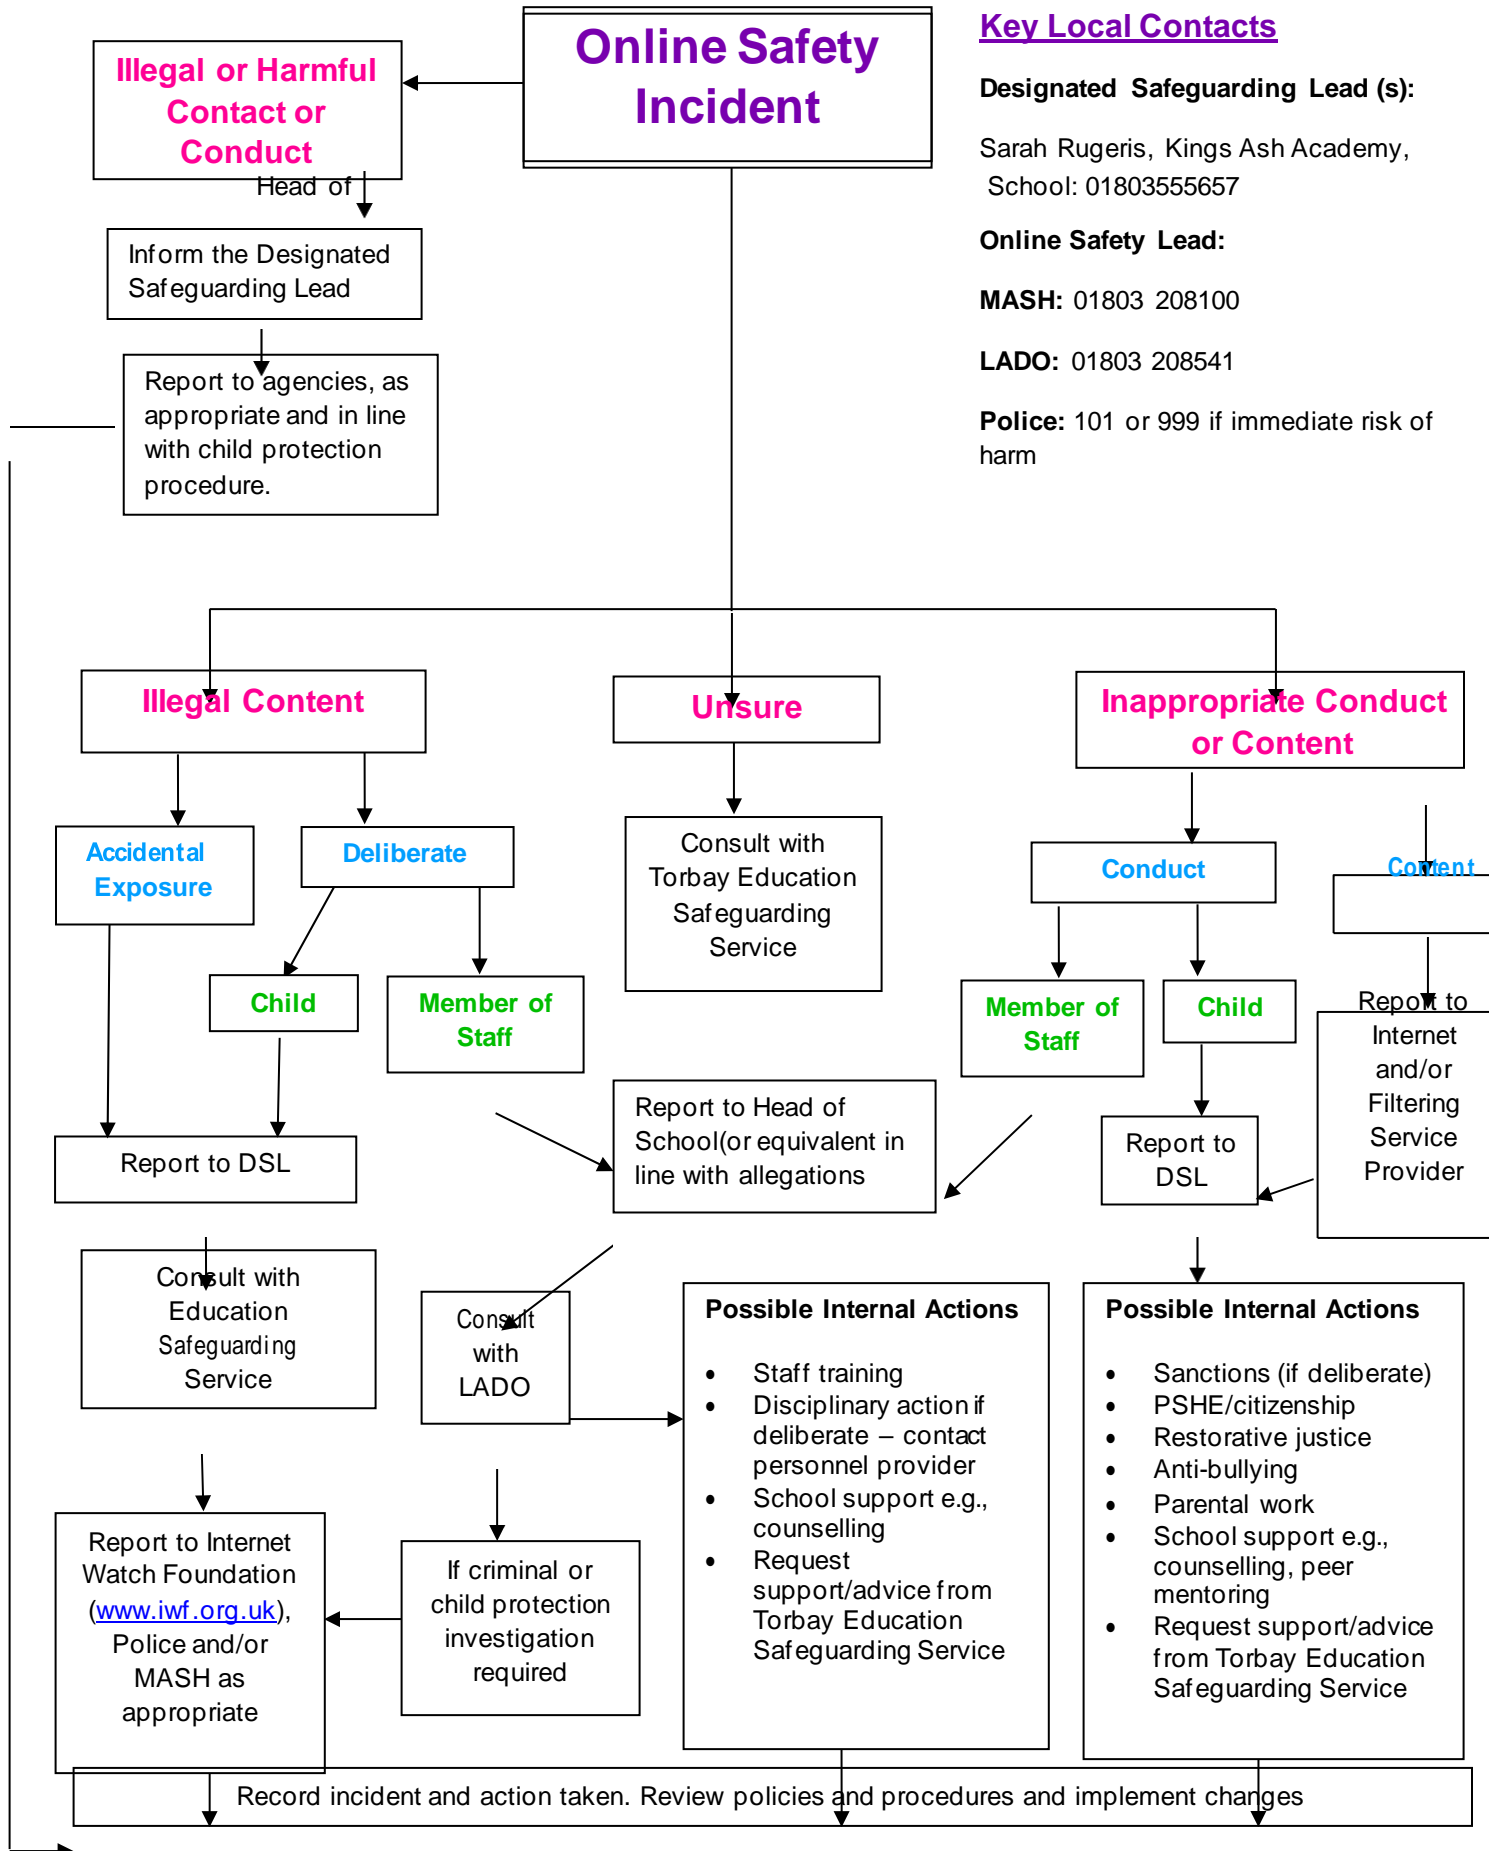 Online Safety
Incident
Key Local Contacts
Designated Safeguarding Lead (s):
Sarah Rugeris, Kings Ash Academy,
School: 01803555657
Online Safety Lead:
MASH: 01803 208100
LADO: 01803 208541
Police: 101 or 999 if immediate risk of
harm
Illegal or Harmful
Contact or
Conduct
Head of
Inform the Designated
Safeguarding Lead
Report to agencies, as
appropriate and in line
with child protection
procedure.
Illegal Content
Unsure
Inappropriate Conduct
or Content
Accidental
Exposure
Deliberate
Consult with
Torbay Education
Safeguarding
Service
Conduct
Content
Child
Member of
Staff
Member of
Staff
Child
Report to
Internet
and/or
Filtering
Service
Provider
Report to DSL
Report to Head of
School(or equivalent in
line with allegations
Report to
DSL
Consult with
Education
Safeguarding
Service
Consult
with
LADO
Possible Internal Actions
• Staff training
• Disciplinary action if
deliberate – contact
personnel provider
• School support e.g.,
counselling
• Request
support/advice from
Torbay Education
Safeguarding Service
Possible Internal Actions
• Sanctions (if deliberate)
• PSHE/citizenship
• Restorative justice
• Anti-bullying
• Parental work
• School support e.g.,
counselling, peer
mentoring
• Request support/advice
from Torbay Education
Safeguarding Service
Report to Internet
Watch Foundation
(www.iwf.org.uk),
Police and/or
MASH as
appropriate
If criminal or
child protection
investigation
required
Record incident and action taken. Review policies and procedures and implement changes